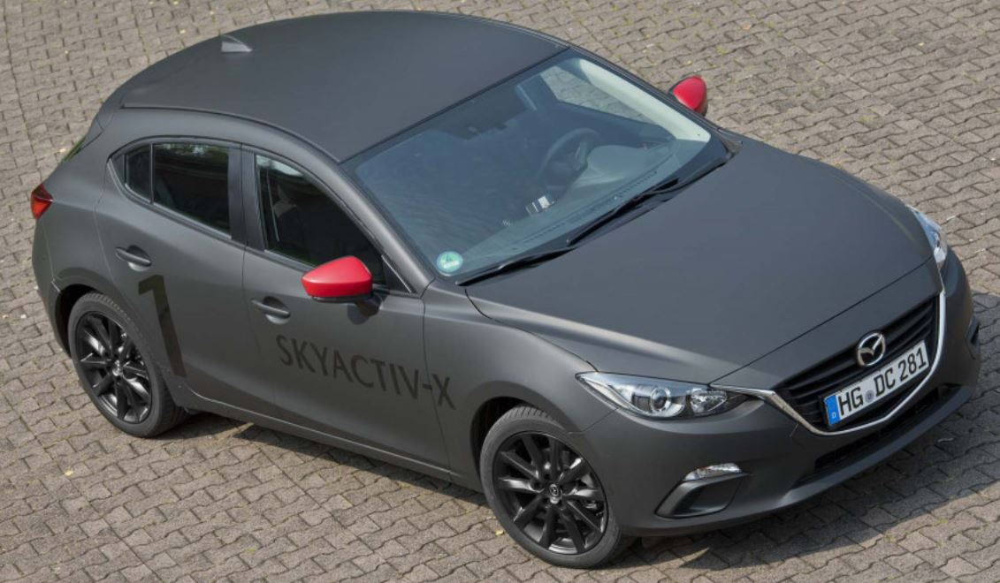 1
SKYACTIV-X
HG DC 281
D